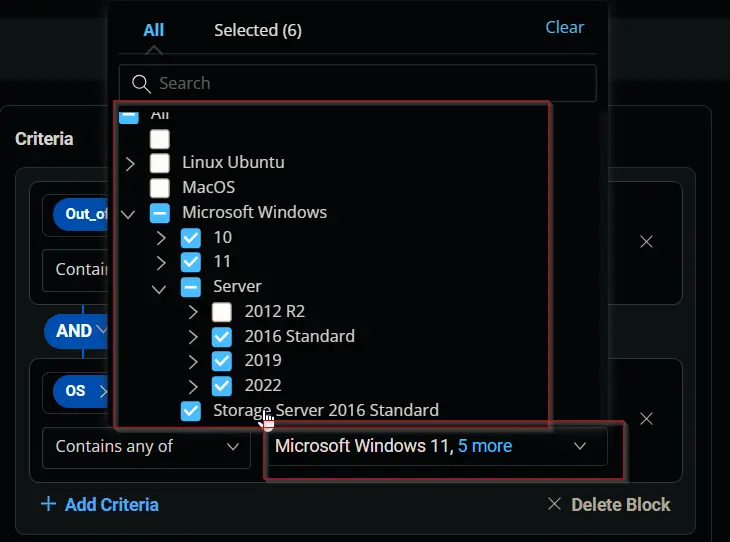 All
Selected (6)
Clear
Search
All
Criteria
Linux Ubuntu
MacOS
Microsoft Windows
Out_of
10
11
Contain
Server
2012 R2
AND
2016 Standard
2019
OS
2022
Storage Server 2016 Standard
Contains any of
Microsoft Windows 11, 5 more
+ Add Criteria
Delete Block